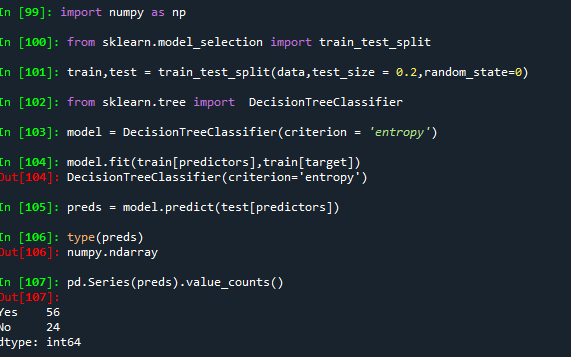 In [99]: import numpy as np
In [100]: from sklearn.model_selection import train_test_split
In [101]: train,test = train_test_split(data,test_size = 0.2,random_state=0)
In [102]: from sklearn.tree import  DecisionTreeClassifier
In [103]: model = DecisionTreeClassifier(criterion = 'entropy')
In [104]: model.fit(train[predictors],train[target])
Out[104]: DecisionTreeClassifier(criterion='entropy')
In [105]: preds = model.predict(test[predictors])
In [106]: type(preds)
Out[106]: numpy.ndarray
In [107]: pd.Series(preds).value_counts()
Out[107]:
Yes    56
No     24
dtype: int64